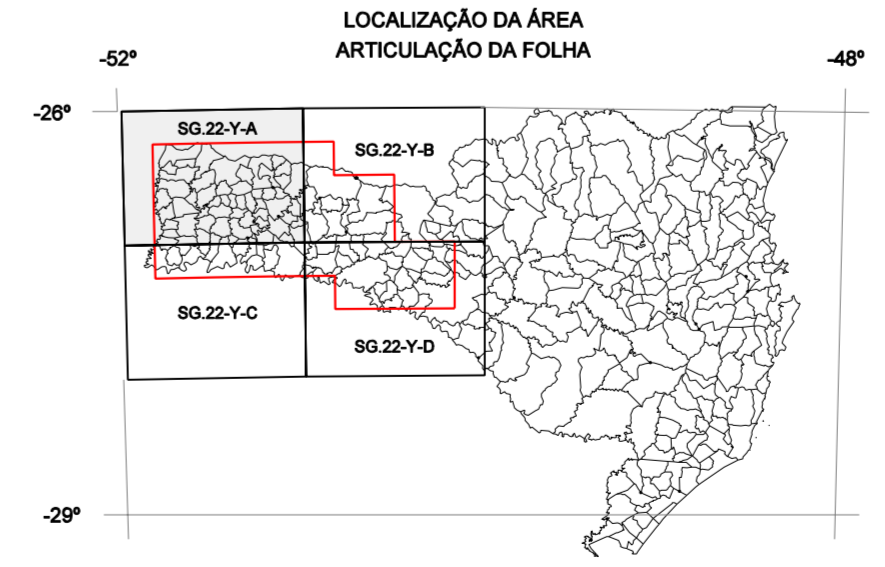 LOCALIZAÇÃO DA ÁREA
ARTICULAÇÃO DA FOLHA
-52º
-48º
-26º
SG.22-Y-A
SG.22-Y-B
SG.22-Y-C
SG.22-Y-D
-29º